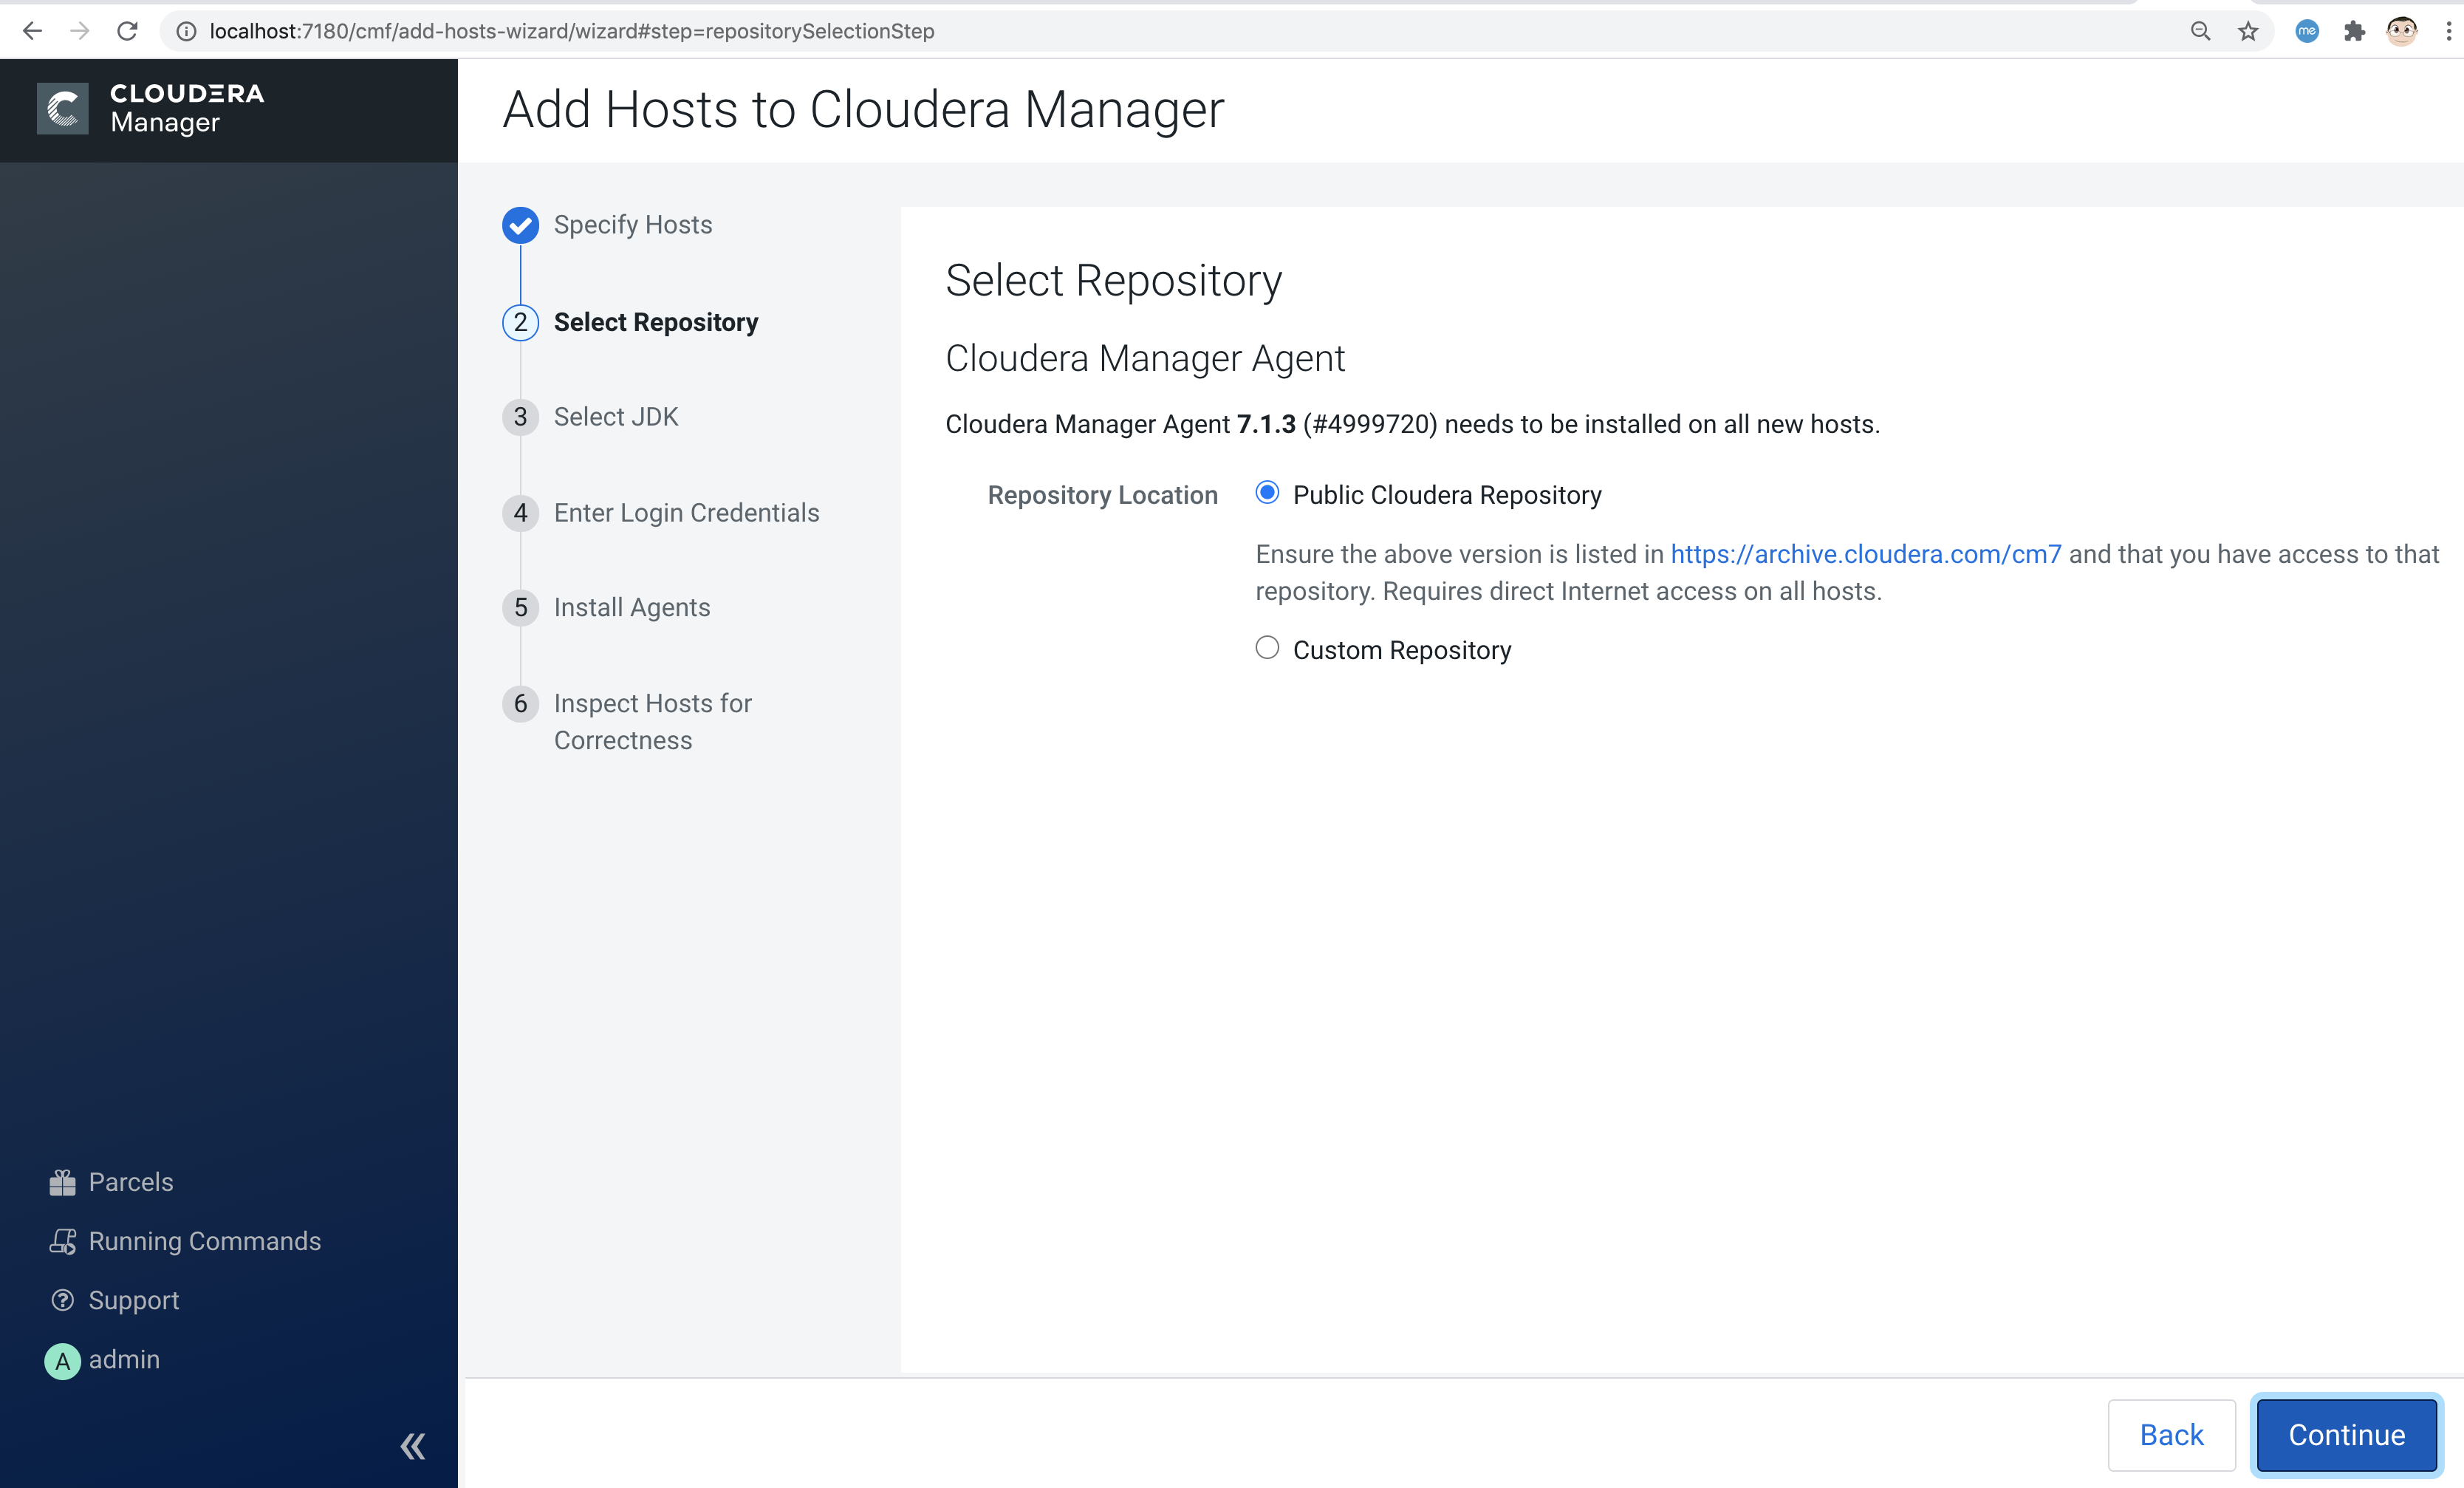 localhost:7180/cmf/add-hosts-wizard/wizard#step=repositorySelectionStep
me
CLOUDERA
Manager
Add Hosts to Cloudera Manager
Specify Hosts
2 Select Repository
3 Select JDK
4 Enter Login Credentials
5 Install Agents
6 Inspect Hosts for
Correctness
Select Repository
Cloudera Manager Agent
Cloudera Manager Agent 7.1.3 (#4999720) needs to be installed on all new hosts.
Repository Location Public Cloudera Repository
Ensure the above version is listed in https://archive.cloudera.com/cm7 and that you have access to that
repository. Requires direct Internet access on all hosts.
Custom Repository
Parcels
Running Commands
Support
A admin
Back Continue